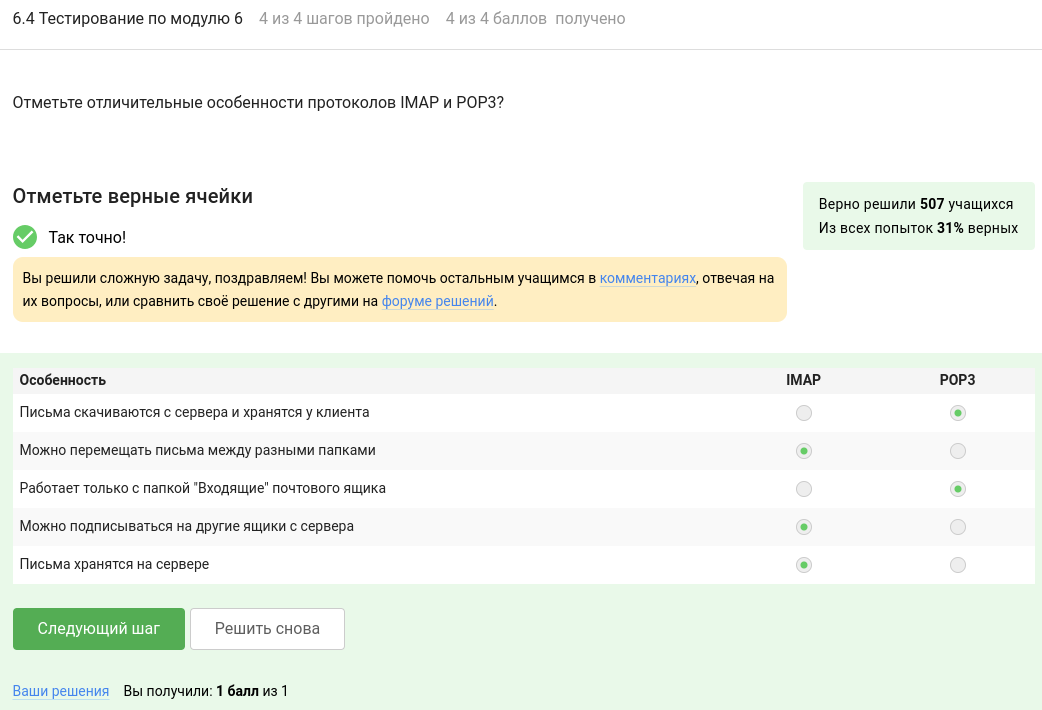 6.4 Тестирование по модулю 6 4 из 4 шагов пройдено 4 из 4 баллов получено
Отметьте отличительные особенности протоколов IMAP и POP3?
Отметьте верные ячейки
Верно решили 507 учащихся
Из всех попыток 31% верных
Так точно!
Вы решили сложную задачу, поздравляем! Вы можете помочь остальным учащимся в комментариях, отвечая на
их вопросы, или сравнить своё решение с другими на форуме решений.
Особенность IMAP POP3
Письма скачиваются с сервера и хранятся у клиента
Можно перемещать письма между разными папками
Работает только с папкой "Входящие" почтового ящика
Можно подписываться на другие ящики с сервера
Письма хранятся на сервере
Следующий шаг Решить снова
Ваши решения Вы получили: 1 балл из 1